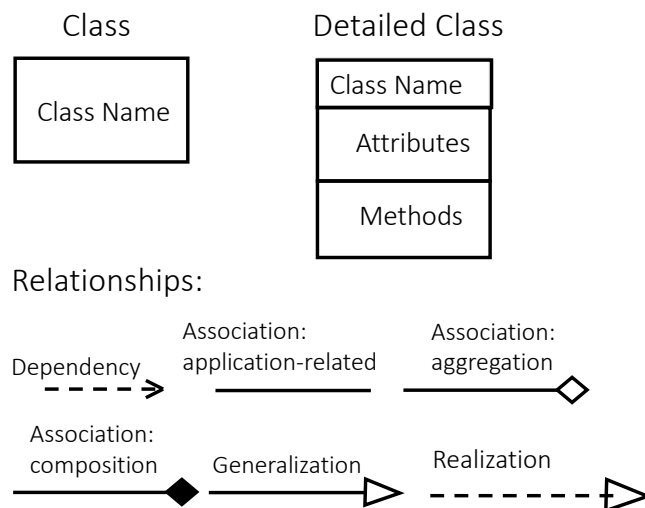 Class
Detailed Class
Class Name
Class Name
Attributes
Methods
Relationships:
Dependency
Association:
application-related
Association:
aggregation
Association:
composition
Generalization
Realization